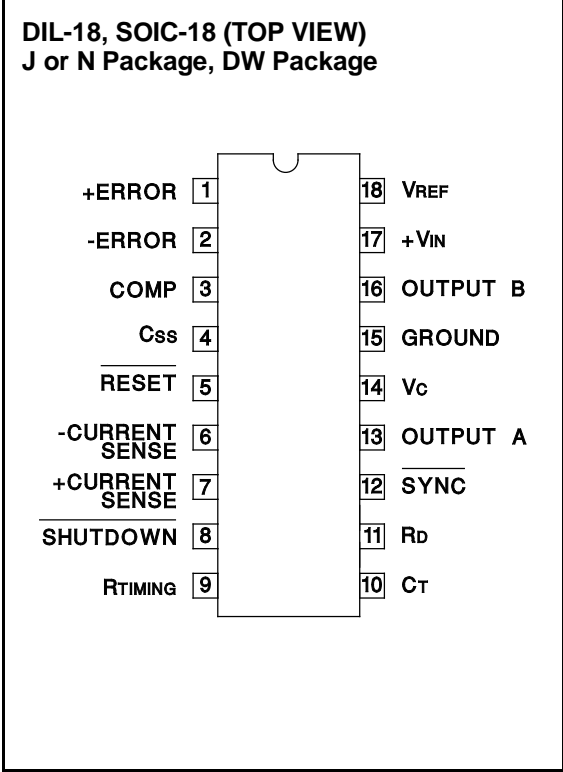 DIL-18, SOIC-18 (TOP VIEW)
J or N Package, DW Package
+ERROR 1 18 VREF
-ERROR 2 17 +VIN
COMP 3 16 OUTPUT B
Css 4 15 GROUND
RESET 5 14 Vc
-CURRENT SENSE 6 13 OUTPUT A
+CURRENT SENSE 7 12 SYNC
SHUTDOWN 8 11 RD
RTIMING 9 10 CT